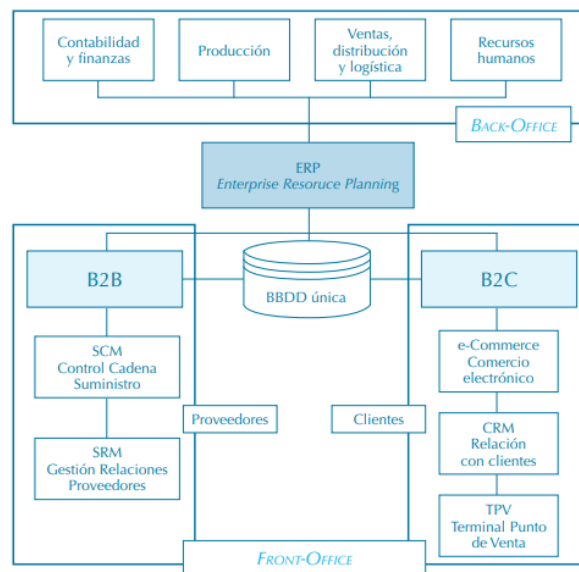 Contabilidad
y finanzas
Producción
Ventas,
distribución
y logística
Recursos
humanos
BACK-OFFICE
ERP
Enterprise Resoruce Planning
B2B
BBDD única
B2C
SCM
Control Cadena
Suministro
e-Commerce
Comercio
electrónico
Proveedores
Clientes
SRM
Gestión Relaciones
Proveedores
CRM
Relación
con clientes
TPV
Terminal Punto
de Venta
FRONT-OFFICE